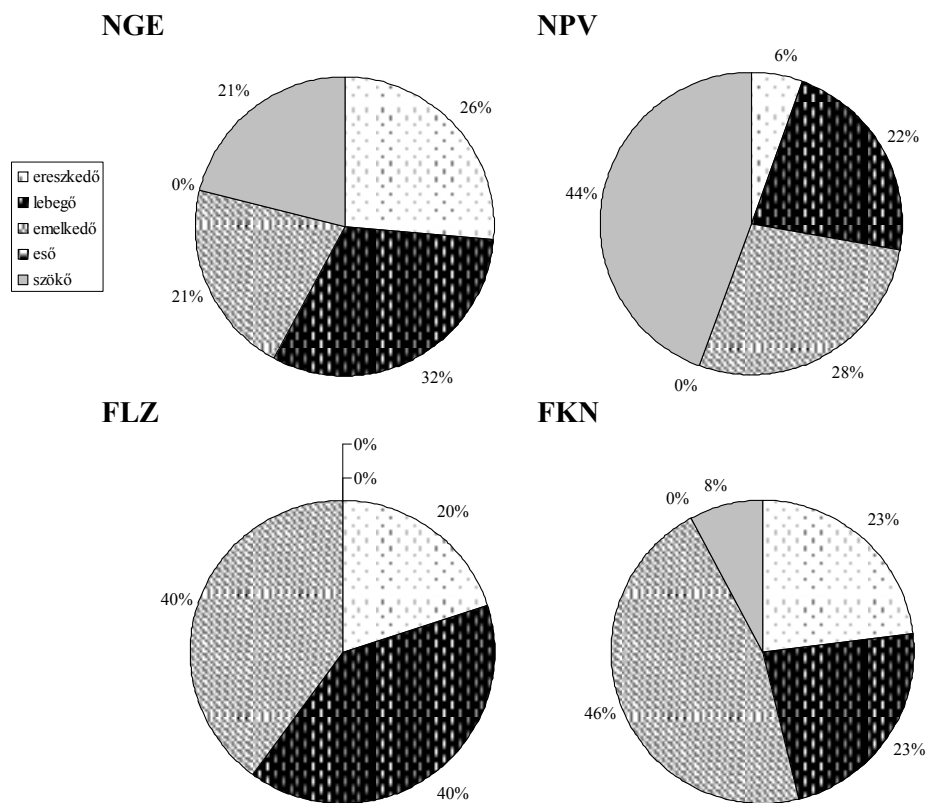 NGE
21%
26%
0%
21%
32%
NPV
6%
22%
44%
0%
28%
ereszkedő
lebegő
emelkedő
eső
szökő
FLZ
0%
0%
20%
40%
40%
FKN
0%
8%
23%
46%
23%